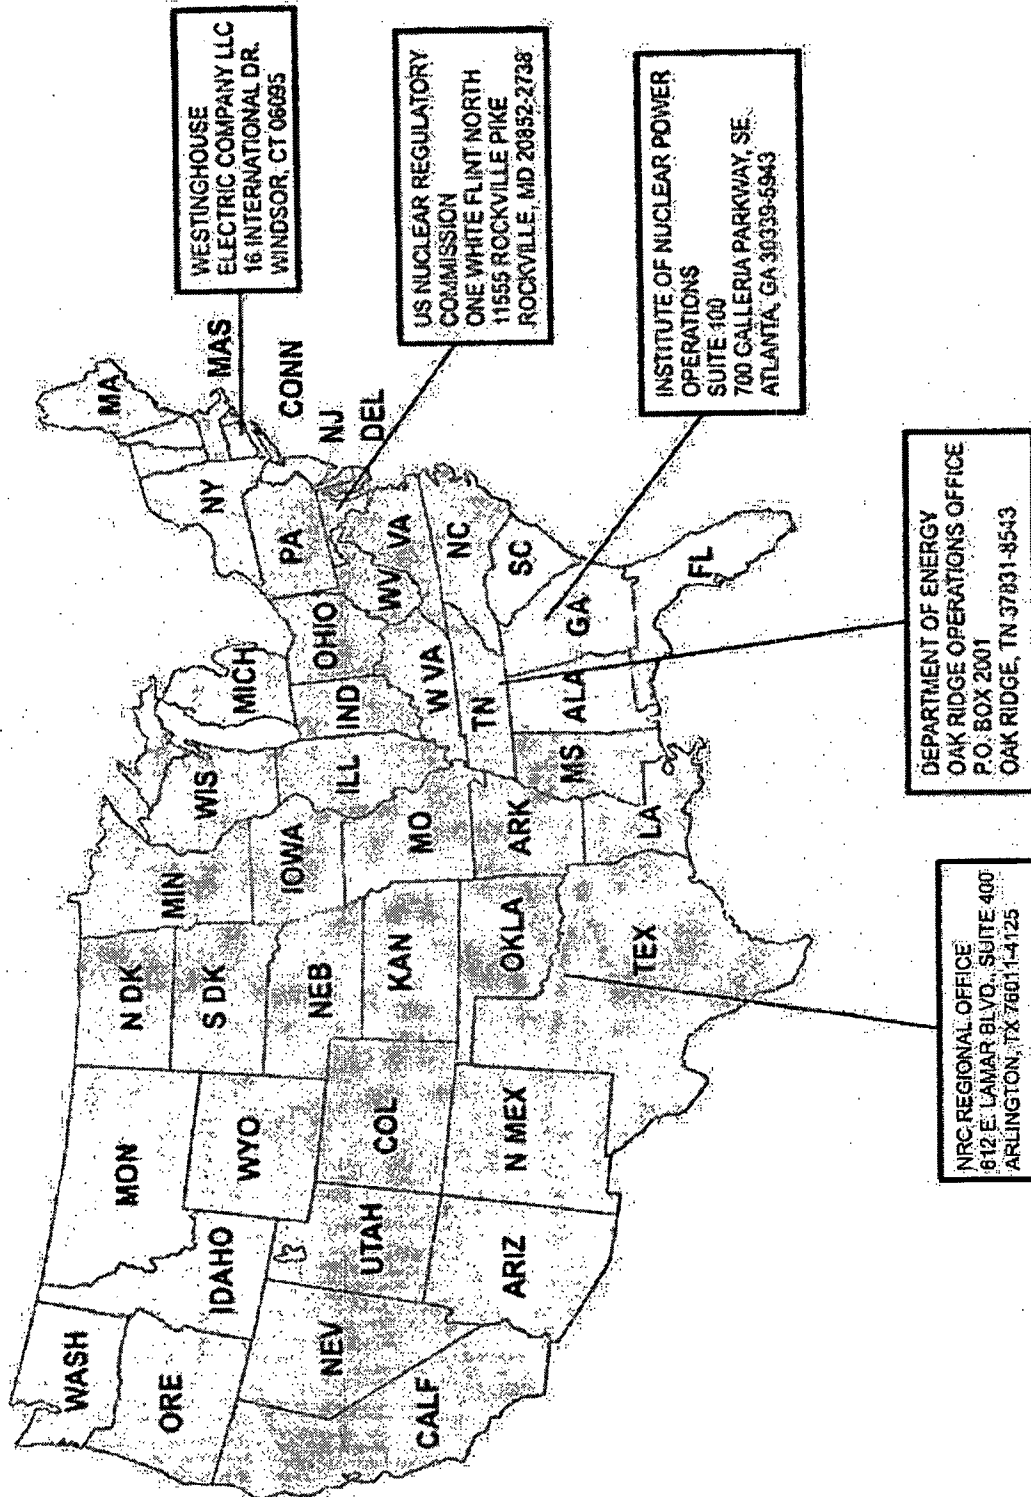 WASH
ORE
CALF
NEV
IDAHO
MON
WYO
UTAH
ARIZ
COL
N MEX
N DK
S DK
NEB
KAN
OKLA
TEX
MIN
IOWA
MO
ARK
LA
WIS
ILL
MS
MICH
IND
OHIO
W VA
TN
ALA
GA
FL
SC
NC
VA
WV
PA
NY
MA
MAS
CONN
NJ
DEL
WESTINGHOUSE
ELECTRIC COMPANY LLC
16 INTERNATIONAL DR.
WINDSOR, CT 06095
US NUCLEAR REGULATORY
COMMISSION
ONE WHITE FLINT NORTH
11555 ROCKVILLE PIKE
ROCKVILLE, MD 20852-2738
INSTITUTE OF NUCLEAR POWER
OPERATIONS
SUITE 100
700 GALLERIA PARKWAY, SE
ATLANTA, GA 30339-5943
DEPARTMENT OF ENERGY
OAK RIDGE OPERATIONS OFFICE
P.O. BOX 2001
OAK RIDGE, TN 37831-8543
NRC REGIONAL OFFICE
612 E. LAMAR BLVD., SUITE 400
ARLINGTON, TX 76011-4125